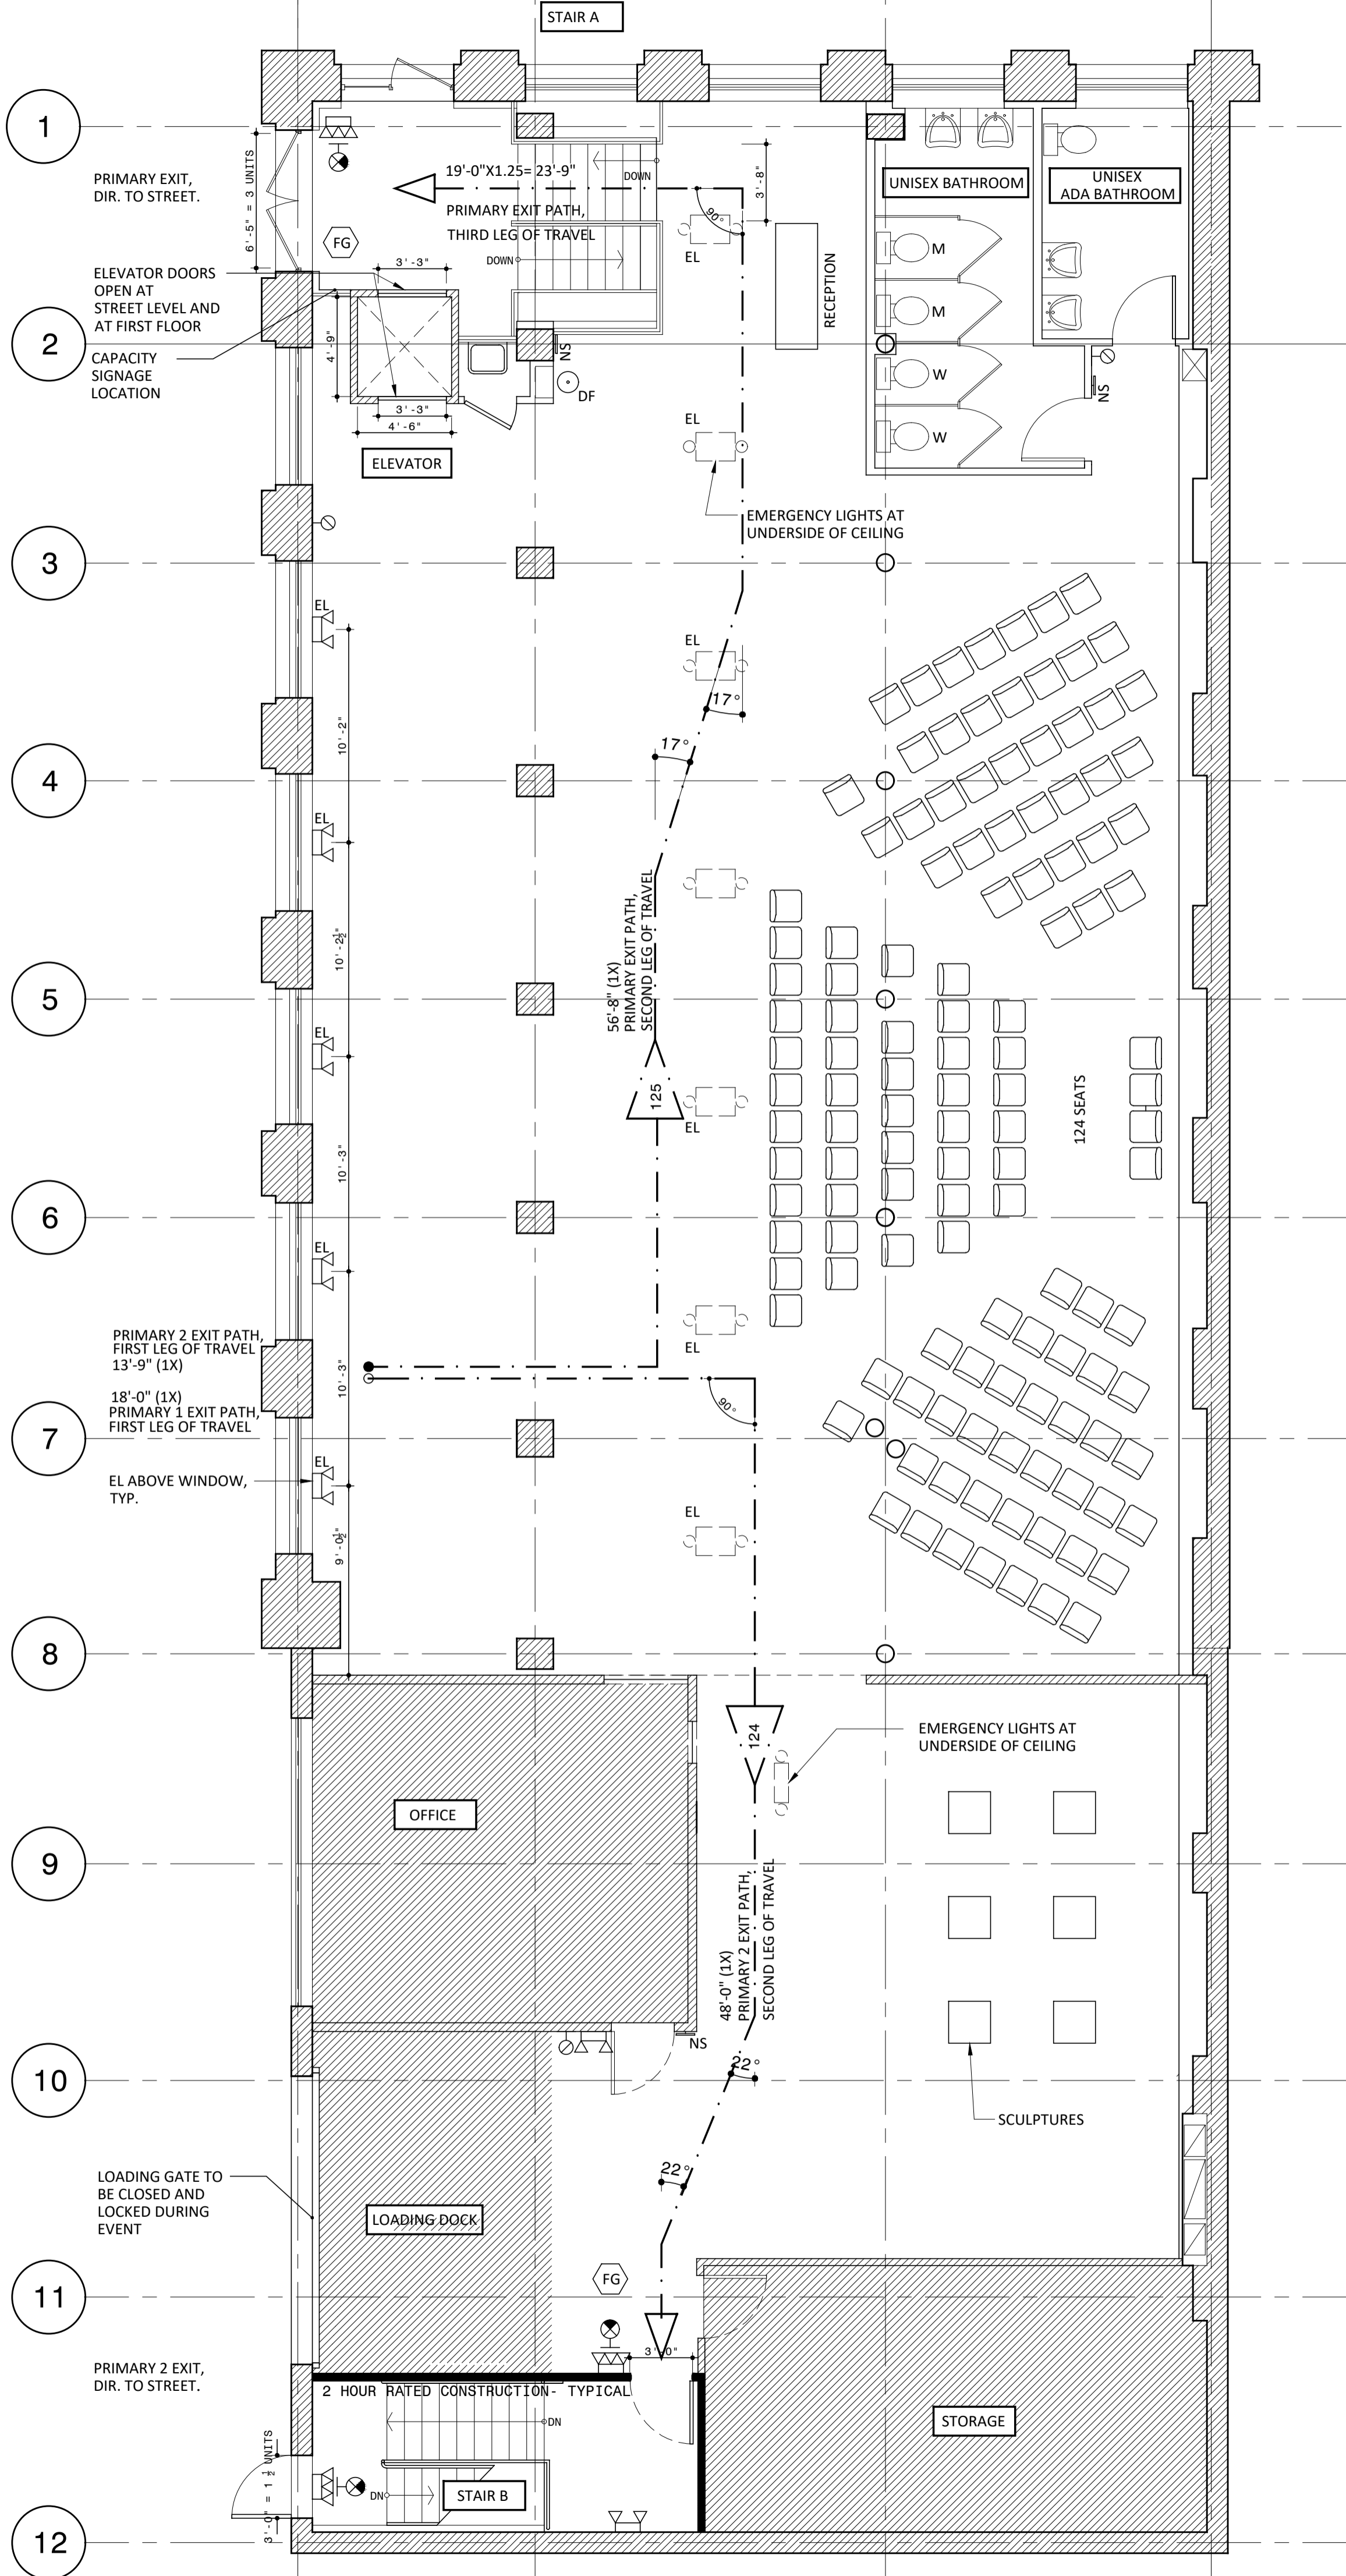 STAIR A
1
PRIMARY EXIT,
DIR. TO STREET.
6'-5" = 3 UNITS
FG
19'-0"X1.25= 23'-9"
PRIMARY EXIT PATH,
THIRD LEG OF TRAVEL
DOWN
DOWN
90°
EL
3'-8"
RECEPTION
UNISEX BATHROOM
UNISEX
ADA BATHROOM
M
M
W
W
NS
ELEVATOR DOORS
OPEN AT
STREET LEVEL AND
AT FIRST FLOOR
2
CAPACITY
SIGNAGE
LOCATION
3'-3"
4'-9"
3'-3"
4'-6"
ELEVATOR
NS
DF
EL
EMERGENCY LIGHTS AT
UNDERSIDE OF CEILING
3
EL
EL
17°
17°
10'-2"
4
EL
10'-2½"
56'-8" (1X)
PRIMARY EXIT PATH,
SECOND LEG OF TRAVEL
5
EL
125
EL
124 SEATS
10'-3"
6
EL
EL
PRIMARY 2 EXIT PATH,
FIRST LEG OF TRAVEL
13'-9" (1X)
18'-0" (1X)
PRIMARY 1 EXIT PATH,
FIRST LEG OF TRAVEL
10'-3"
90°
7
EL ABOVE WINDOW,
TYP.
EL
EL
9'-0½"
8
124
EMERGENCY LIGHTS AT
UNDERSIDE OF CEILING
OFFICE
9
48'-0" (1X)
PRIMARY 2 EXIT PATH,
SECOND LEG OF TRAVEL
NS
22°
10
SCULPTURES
22°
LOADING GATE TO
BE CLOSED AND
LOCKED DURING
EVENT
LOADING DOCK
FG
11
3'-0"
PRIMARY 2 EXIT,
DIR. TO STREET.
2 HOUR RATED CONSTRUCTION- TYPICAL
DN
STORAGE
3'-0" = 1 ½ UNITS
DN
STAIR B
12